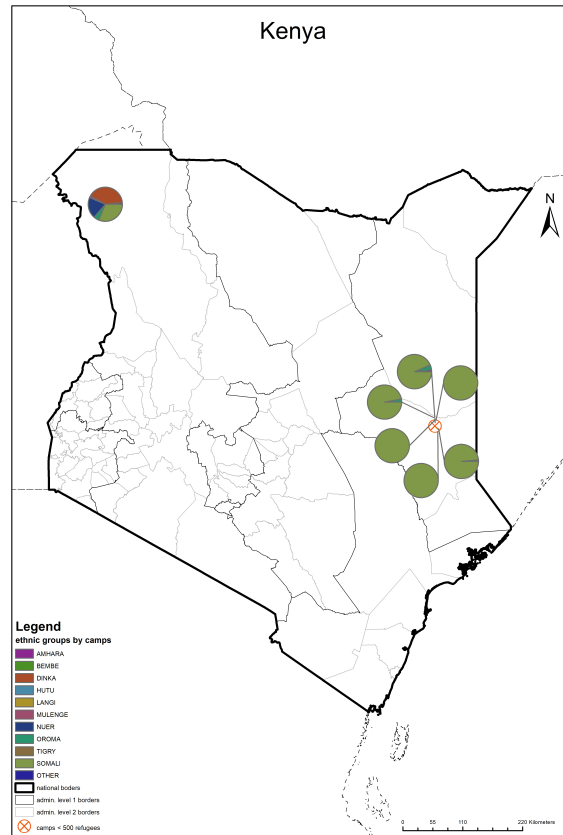 Kenya
N
Legend
ethnic groups by camps
AMHARA
BEMBE
DINKA
HUTU
LANGI
MULENGE
NUER
OROMA
TIGRY
SOMALI
OTHER
national boders
admin. level 1 borders
admin. level 2 borders
camps < 500 refugees
0 55 110 220 Kilometers